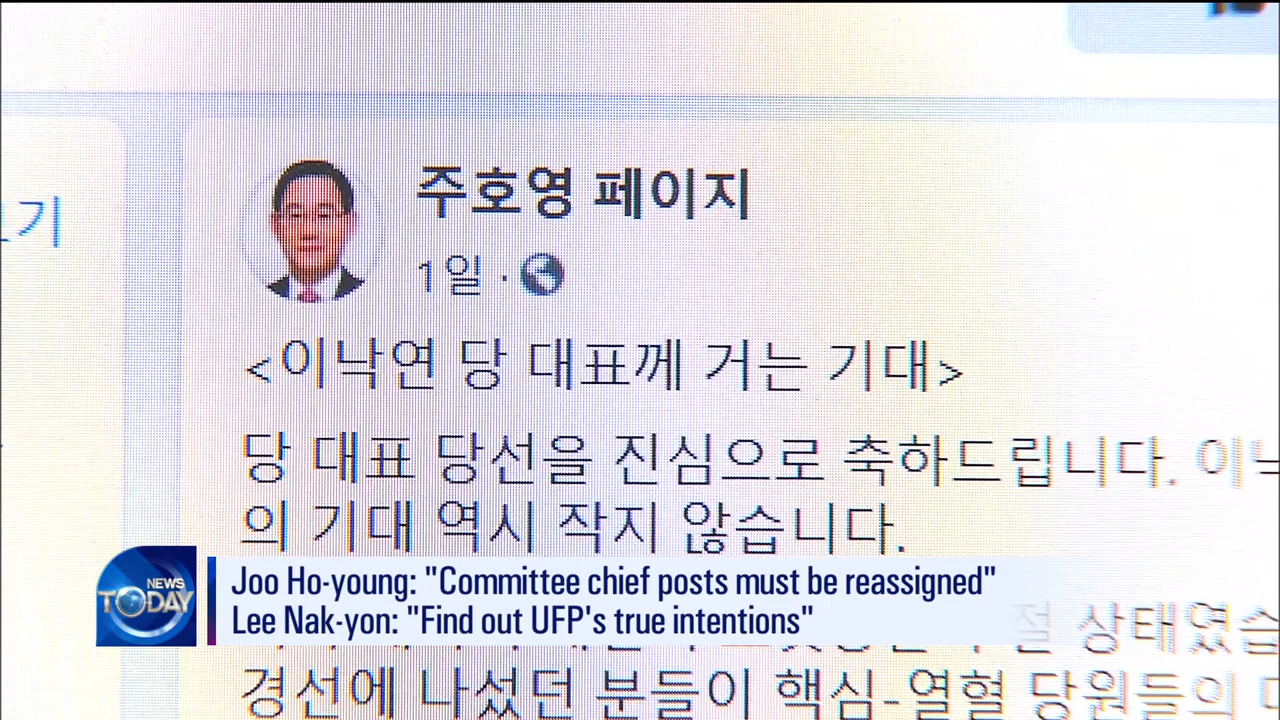 기
주호영 페이지
1일 ·
<이낙연 당 대표께 거는 기대>
당 대표 당선을 진심으로 축하드립니다.
의 기대 역시 작지 않습니다.
NEWS
TODAY
Joo Ho-young: "Committee chief posts must be reassigned"
Lee Nak-yon: "Find out UFP's true intentions"
상태였습
경선에 나섰던 분들이 핵심-열혈 당원들의